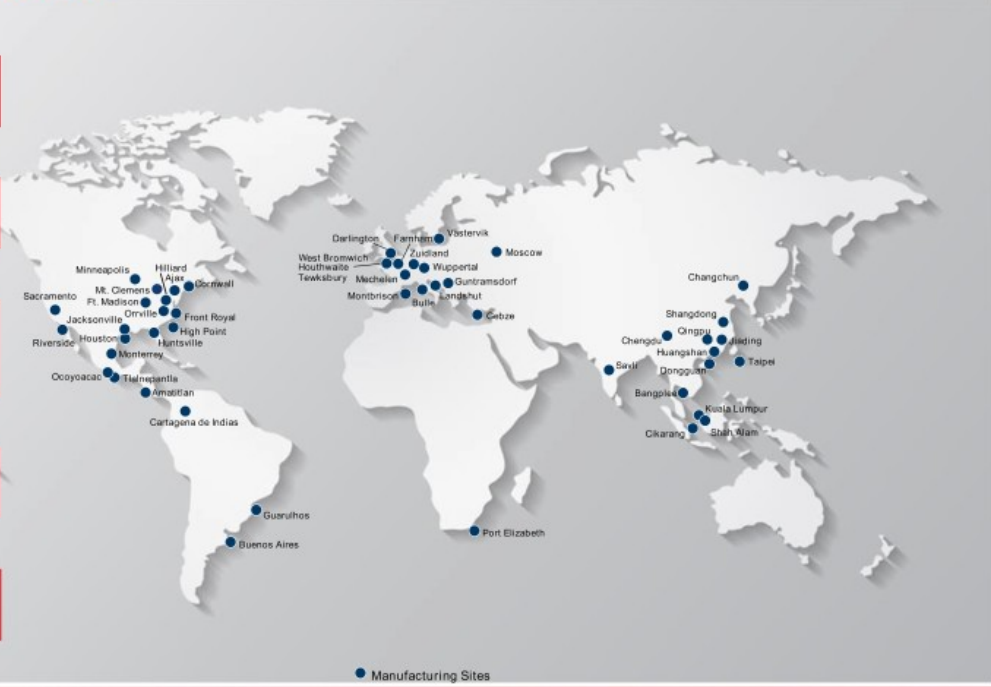 Darlington
Farnham
Vastervik
West Bromwich
Zuidland
Moscow
Houthwaite
Wuppertal
Tewksbury
Mechelen
Guntramsdorf
Montbrison
Bulle
Landshut
Gebze
Minneapolis
Hilliard
Ajax
Cornwall
Mt. Clemens
Sacramento
Ft. Madison
Jacksonville
Orrville
Front Royal
High Point
Riverside
Houston
Huntsville
Monterrey
Ocoyoacac
Tlalnepantla
Amatitlan
Cartagena de Indias
Guarulhos
Buenos Aires
Port Elizabeth
Changchun
Shangdong
Qingpu
Chengdu
Jiading
Huangshan
Taipei
Savli
Dongguan
Bangplee
Kuala Lumpur
Cikarang
Shah Alam
Manufacturing Sites